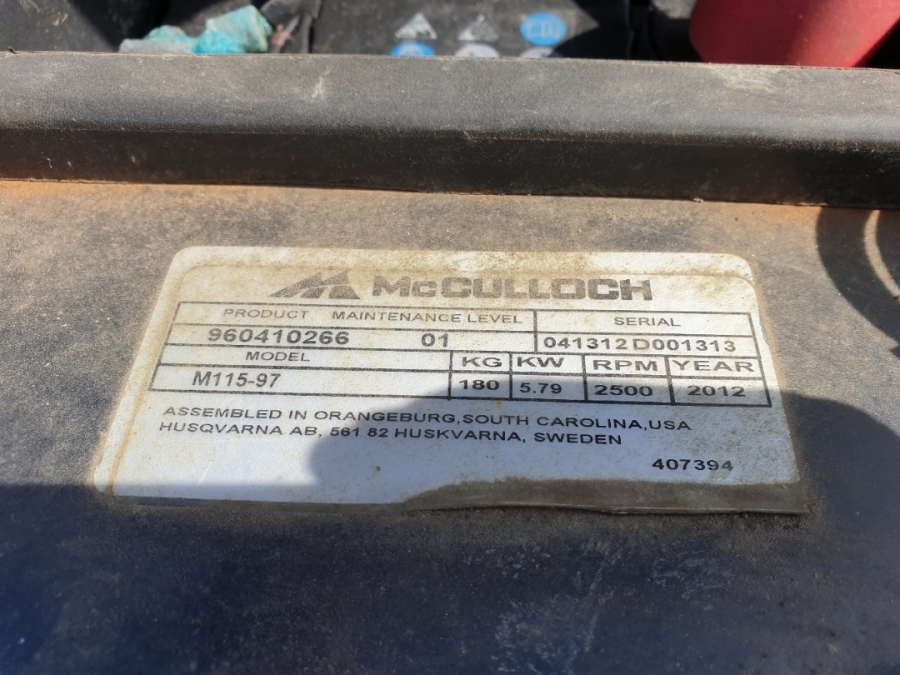 McCULLOCH
PRODUCT MAINTENANCE LEVEL SERIAL
960410266 01 041312D001313
MODEL KG KW RPM YEAR
M115-97 180 5.79 2500 2012
ASSEMBLED IN ORANGEBURG,SOUTH CAROLINA,USA
HUSQVARNA AB, 561 82 HUSKVARNA, SWEDEN
407394